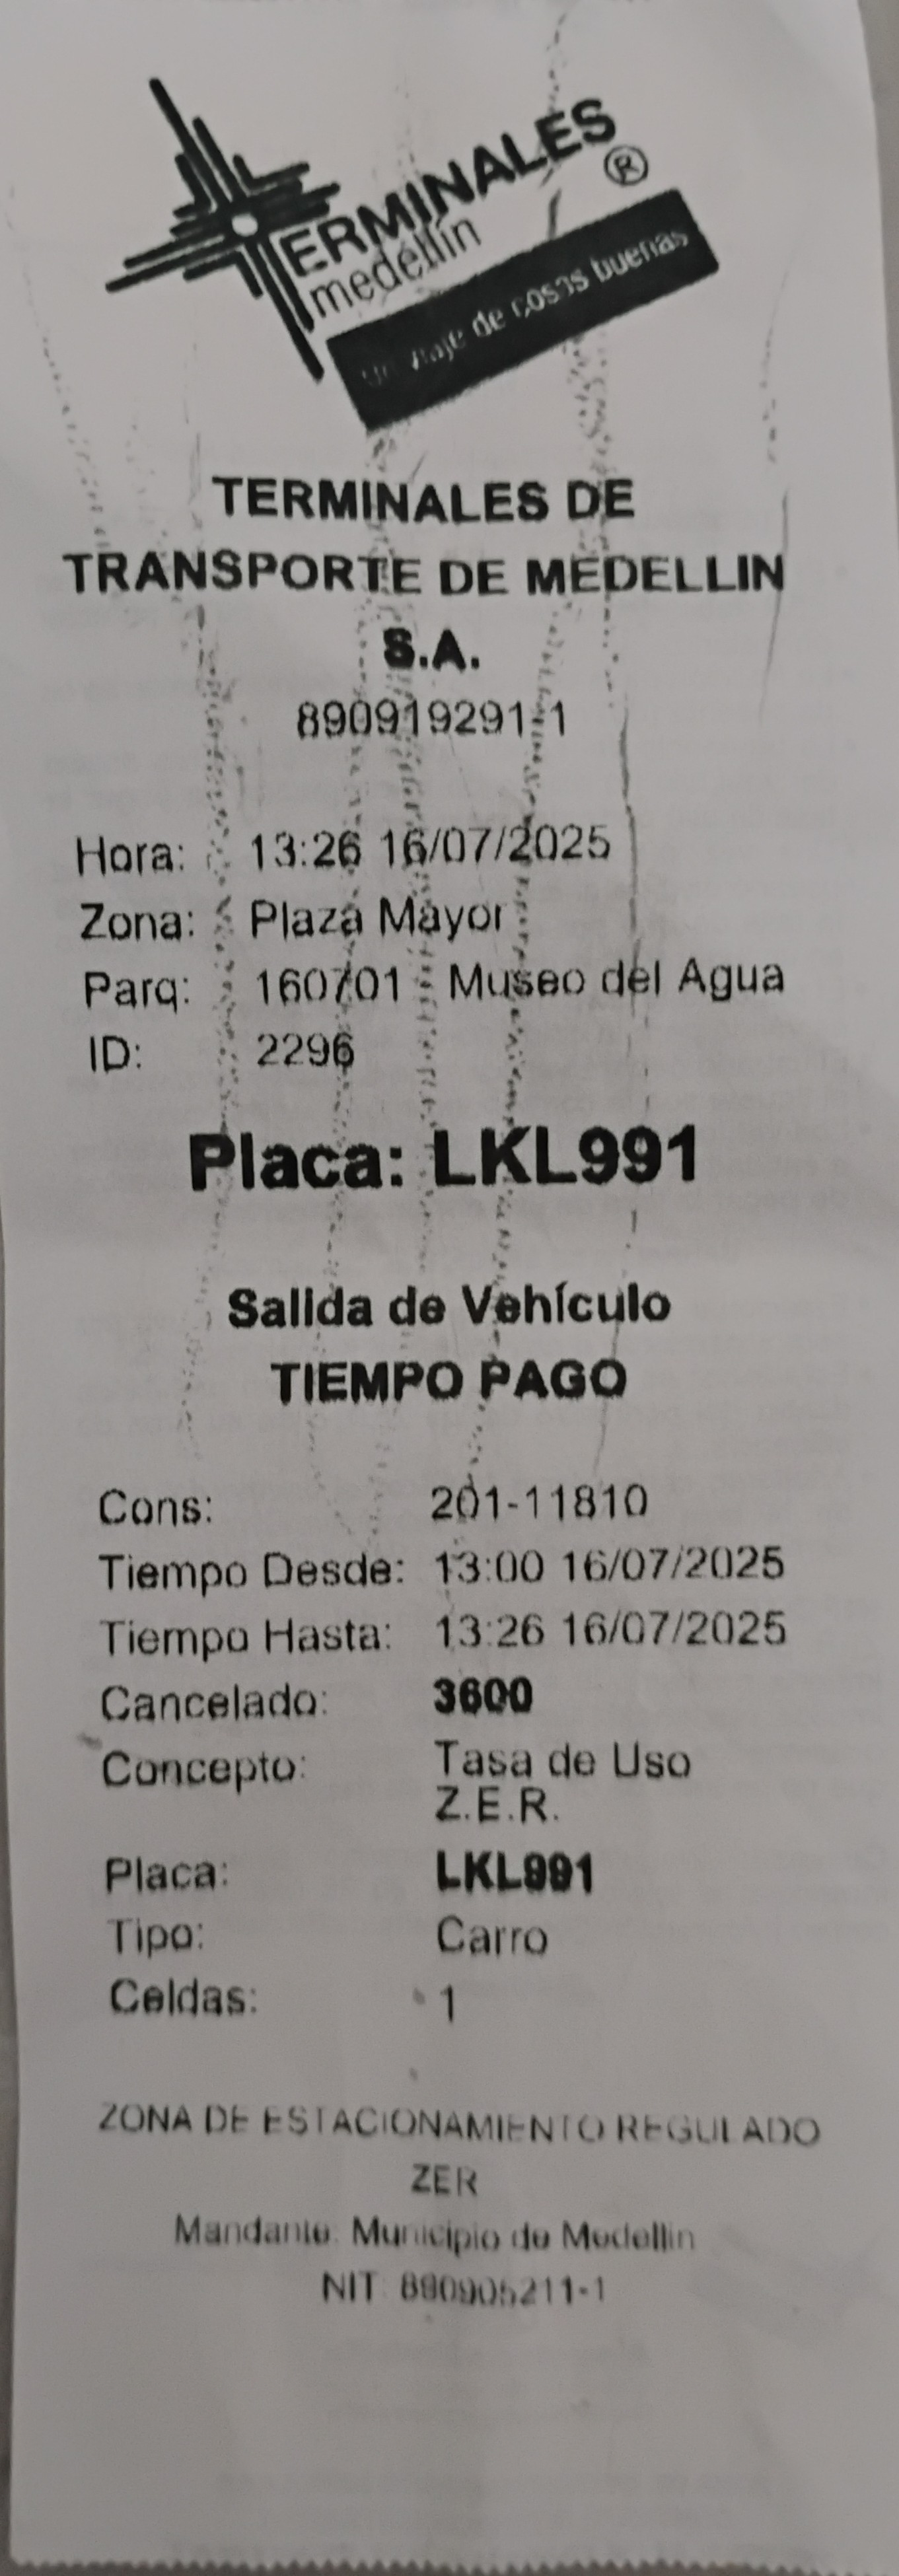 TERMINALES ®
medellín
Un viaje de cosas buenas
TERMINALES DE
TRANSPORTE DE MEDELLIN
S.A.
890919291-1
Hora: 13:26 16/07/2025
Zona: Plaza Mayor
Parq: 160701 - Museo del Agua
ID: 2296
Placa: LKL991
Salida de Vehículo
TIEMPO PAGO
Cons: 201-11810
Tiempo Desde: 13:00 16/07/2025
Tiempo Hasta: 13:26 16/07/2025
Cancelado: 3600
Concepto: Tasa de Uso
Z.E.R.
Placa: LKL991
Tipo: Carro
Celdas: 1
ZONA DE ESTACIONAMIENTO REGULADO
ZER
Mandante: Municipio de Medellin
NIT: 890905211-1